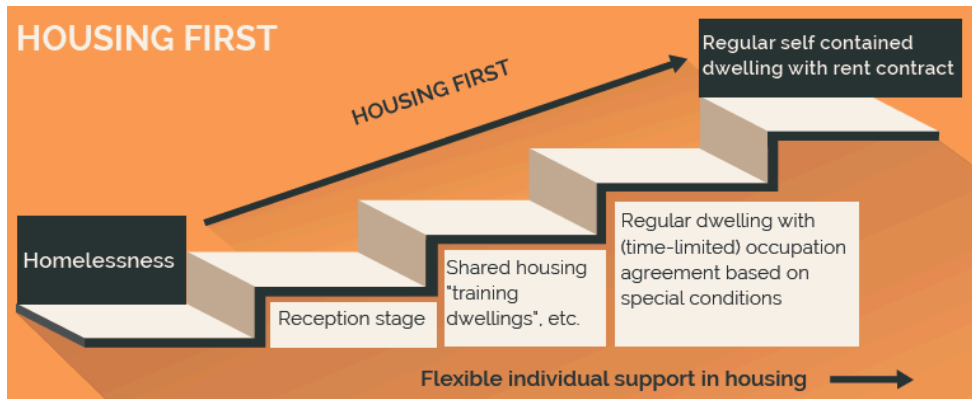 HOUSING FIRST
HOUSING FIRST
Regular self contained
dwelling with rent contract
Homelessness
Reception stage
Shared housing
"training
dwellings", etc.
Regular dwelling with
(time-limited) occupation
agreement based on
special conditions
Flexible individual support in housing